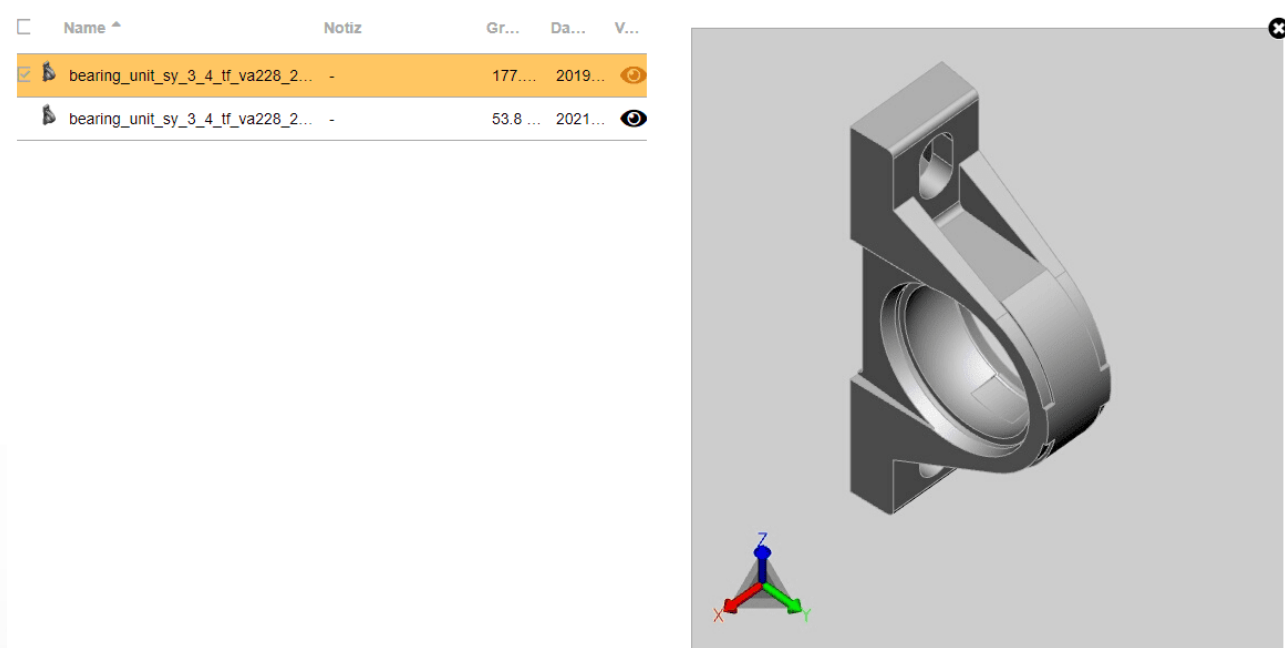 Name Notiz Gr... Da... V...
bearing_unit_sy_3_4_tf_va228_2... - 177.... 2019...
bearing_unit_sy_3_4_tf_va228_2... - 53.8 ... 2021...
Z
X Y